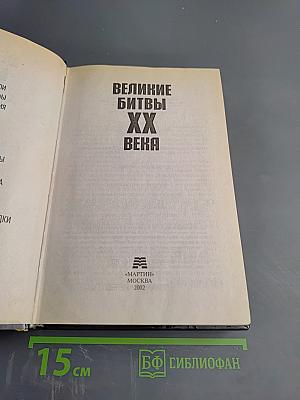 ВЕЛИКИЕ
БИТВЫ
XX
ВЕКА
«МАРТИН»
МОСКВА
2002
15 см
БФ БИБЛИОФАН